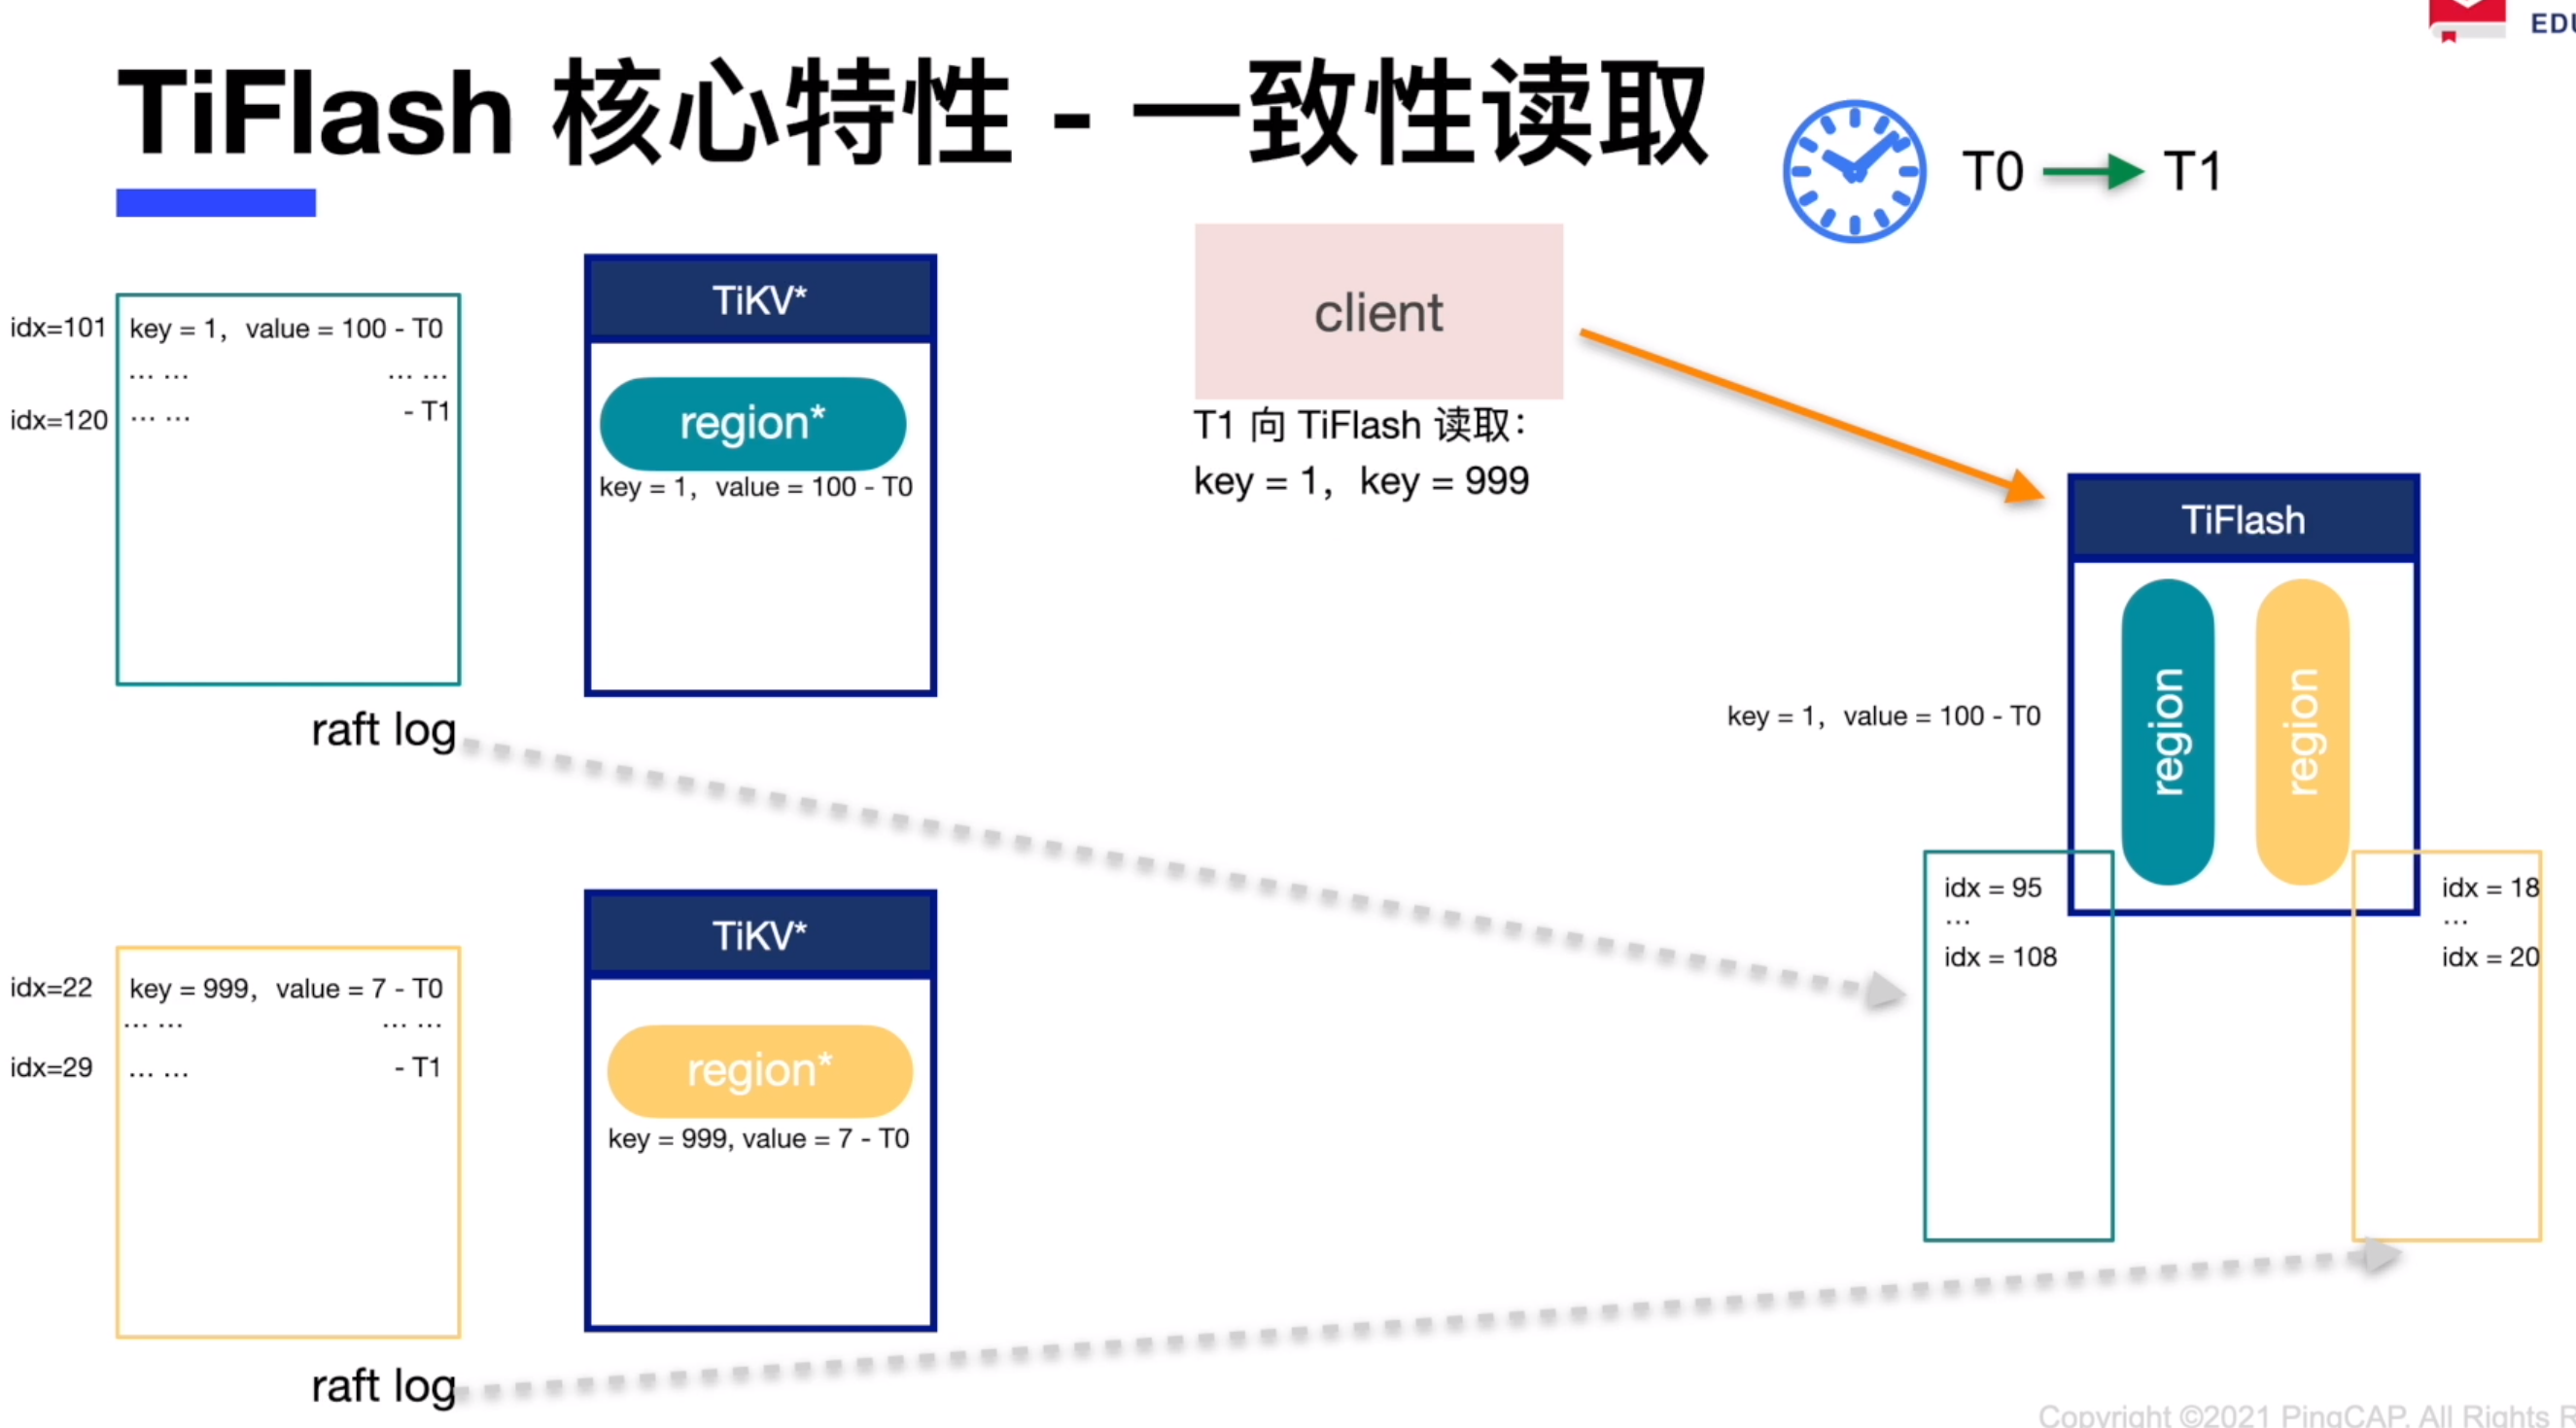 EDU
TiFlash 核心特性 - 一致性读取
T0
T1
idx=101
key = 1, value = 100 - T0
... ...
... ...
idx=120
... ...
- T1
raft log
TiKV*
region*
key = 1, value = 100 - T0
client
T1 向 TiFlash 读取:
key = 1, key = 999
TiFlash
region
region
key = 1, value = 100 - T0
idx = 95
...
idx = 108
idx = 18
...
idx = 20
idx=22
key = 999, value = 7 - T0
... ...
... ...
idx=29
... ...
- T1
raft log
TiKV*
region*
key = 999, value = 7 - T0
Copyright ©2021 PingCAP. All Rights R